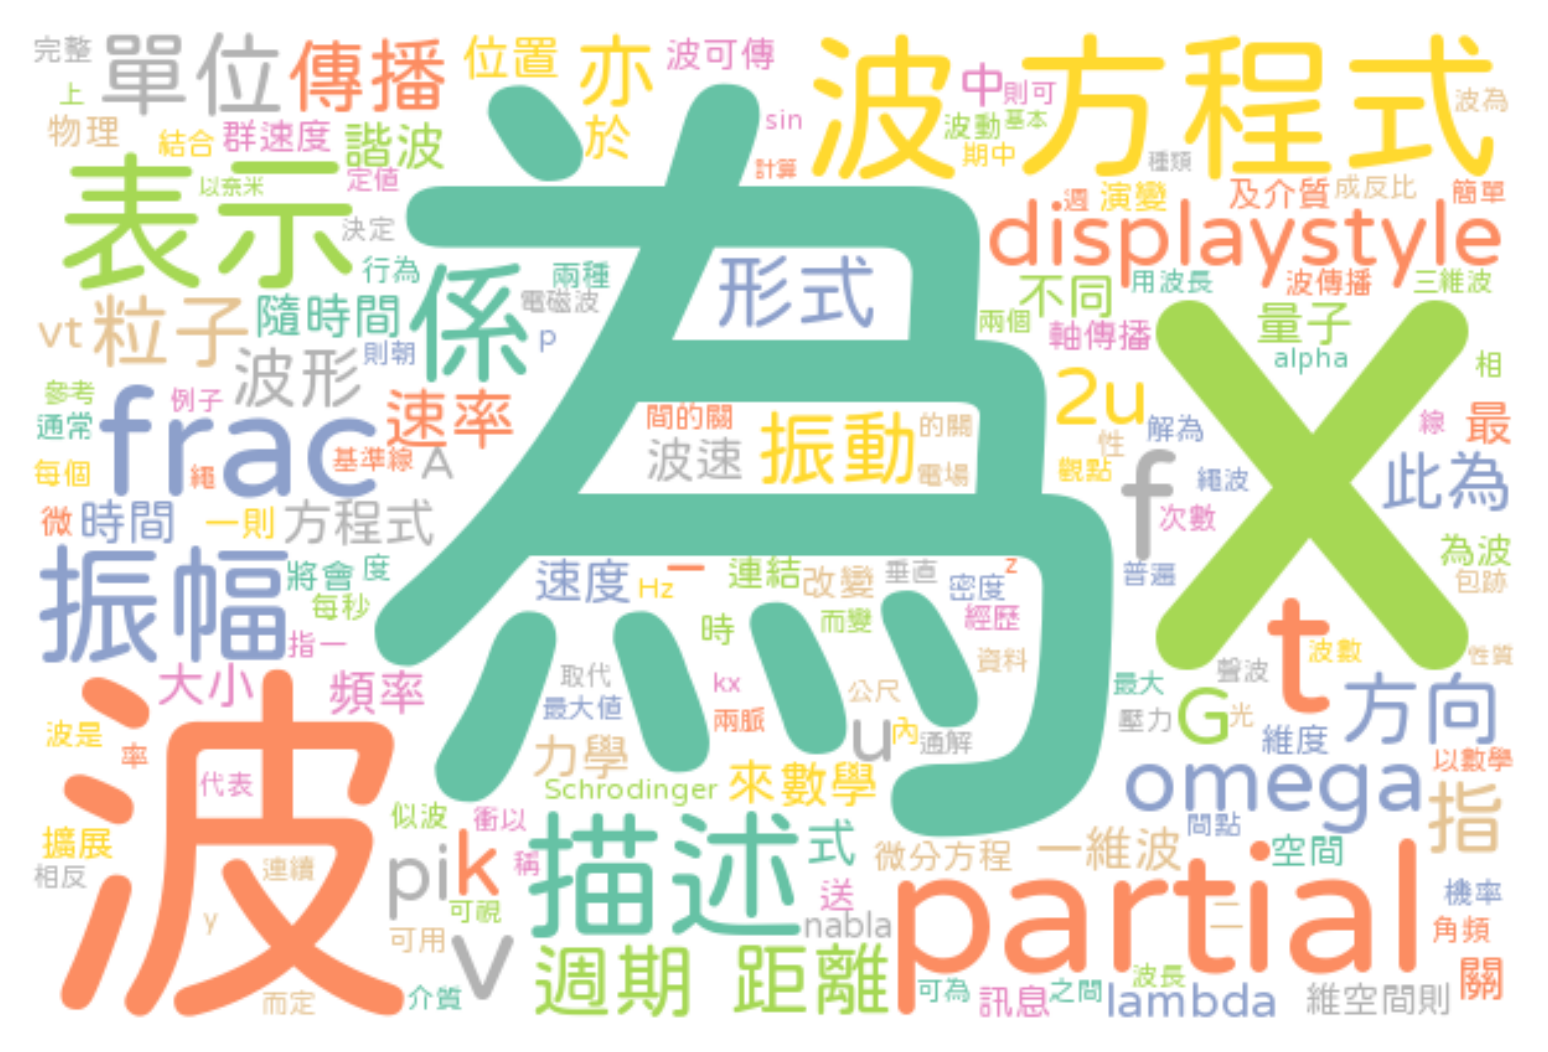 完整
單位
傳播
位置
亦
波可傳
波方程式
中
則可
波為
上
物理
結合
群速度
諧波
於
sin
波動
基本
期中
種類
計算
表示
以奈米
定值
決定
為
週
演變
及介質
成反比
簡單
displaystyle
行為
係
兩種
電磁波
形式
不同
用波長
波傳播
三維波
vt
粒子
隨時間
波形
則朝
p
兩個
軸傳播
量子
alpha
相
X
參考
通常
frac
例子
速率
基準線
間的關
波速
振動
的關
電場
2u
性
解為
線
最
每個
繩
A
觀點
f
繩波
次數
此為
微
時間
一則
方程式
為波
包跡
普遍
振幅
將會
度
每秒
指一
速度
Hz
一
連結
改變
垂直
密度
z
時
而變
經歷
t
波數
性質
大小
頻率
取代
kx
資料
最大
聲波
波
最大值
公尺
兩脈
u
內
通解
壓力
G
光
維度
方向
波是
率
力學
代表
Schrodinger
來數學
omega
以數學
指
擴展
似波
衝以
描述
式
微分方程
一維波
間點
空間
相反
連續
pi
k
稱
可視
送
nabla
partial
二
機率
角頻
y
可用
v
週期
距離
而定
介質
可為
訊息
之間
波長
lambda
維空間則
關